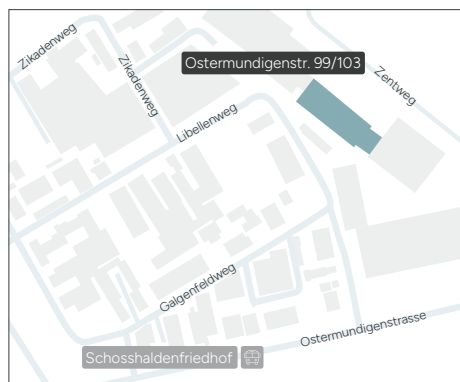 Zikadenweg
Zikadenweg
Ostermundigenstr. 99/103
Zentweg
Libellenweg
Galgenfeldweg
Ostermundigenstrasse
Schosshaldenfriedhof